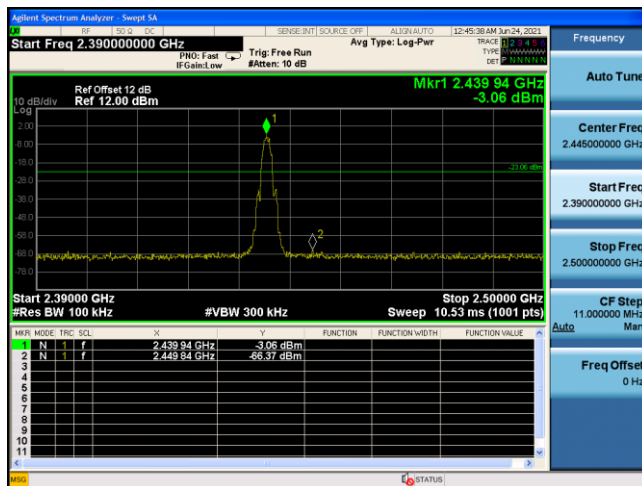 Agilent Spectrum Analyzer - Swept SA
RF 50 Ω DC SENSE:INT SOURCE OFF ALIGN AUTO 12:45:38 AM Jun 24, 2021
Start Freq 2.390000000 GHz
PNO: Fast
IFGain:Low
Trig: Free Run
#Atten: 10 dB
Avg Type: Log-Pwr
TRACE 1 2 3 4 5 6
TYPE
DET P N N N N N
Ref Offset 12 dB
Ref 12.00 dBm
10 dB/div
Log
Mkr1 2.439 94 GHz
-3.06 dBm
2.00
-8.00
-18.0
-28.0
-38.0
-48.0
-58.0
-68.0
-78.0
1
2
-23.06 dBm
Start 2.39000 GHz Stop 2.50000 GHz
#Res BW 100 kHz #VBW 300 kHz Sweep 10.53 ms (1001 pts)
MKR MODE TRC SCL X Y FUNCTION FUNCTION WIDTH FUNCTION VALUE
1 N 1 f 2.439 94 GHz -3.06 dBm
2 N 1 f 2.449 84 GHz -66.37 dBm
3
4
5
6
7
8
9
10
11
MSG STATUS
Frequency
Auto Tune
Center Freq
2.445000000 GHz
Start Freq
2.390000000 GHz
Stop Freq
2.500000000 GHz
CF Step
11.000000 MHz
Auto Man
Freq Offset
0 Hz